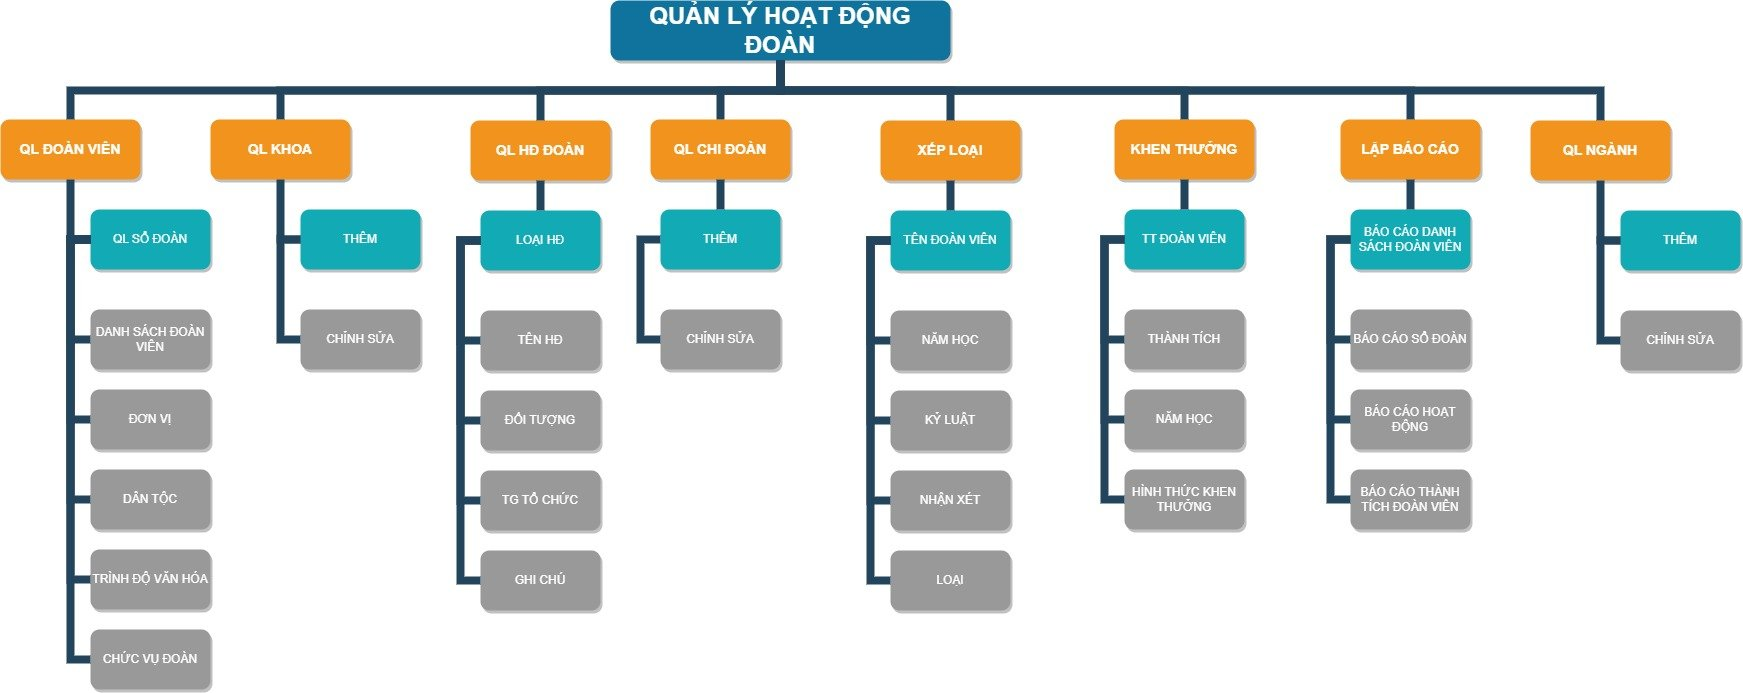 QUẢN LÝ HOẠT ĐỘNG
ĐOÀN
QL ĐOÀN VIÊN
QL KHOA
QL HĐ ĐOÀN
QL CHI ĐOÀN
XẾP LOẠI
KHEN THƯỞNG
LẬP BÁO CÁO
QL NGÀNH
QL SỔ ĐOÀN
THÊM
LOẠI HĐ
THÊM
TÊN ĐOÀN VIÊN
TT ĐOÀN VIÊN
BÁO CÁO DANH
SÁCH ĐOÀN VIÊN
THÊM
DANH SÁCH ĐOÀN
VIÊN
CHỈNH SỬA
TÊN HĐ
CHỈNH SỬA
NĂM HỌC
THÀNH TÍCH
BÁO CÁO SỔ ĐOÀN
CHỈNH SỬA
ĐƠN VỊ
ĐỐI TƯỢNG
KỶ LUẬT
NĂM HỌC
BÁO CÁO HOẠT
ĐỘNG
DÂN TỘC
TG TỔ CHỨC
NHẬN XÉT
HÌNH THỨC KHEN
THƯỞNG
BÁO CÁO THÀNH
TÍCH ĐOÀN VIÊN
TRÌNH ĐỘ VĂN HÓA
GHI CHÚ
LOẠI
CHỨC VỤ ĐOÀN